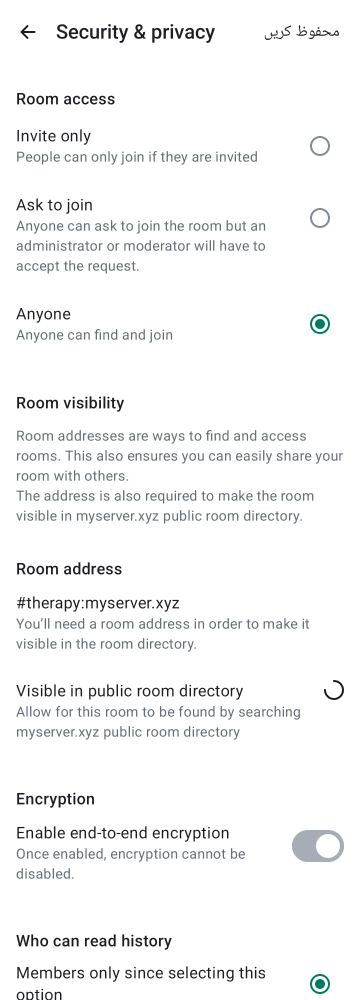 Security & privacy
محفوظ کریں
Room access
Invite only
People can only join if they are invited
Ask to join
Anyone can ask to join the room but an
administrator or moderator will have to
accept the request.
Anyone
Anyone can find and join
Room visibility
Room addresses are ways to find and access
rooms. This also ensures you can easily share your
room with others.
The address is also required to make the room
visible in myserver.xyz public room directory.
Room address
#therapy:myserver.xyz
You’ll need a room address in order to make it
visible in the room directory.
Visible in public room directory
Allow for this room to be found by searching
myserver.xyz public room directory
Encryption
Enable end-to-end encryption
Once enabled, encryption cannot be
disabled.
Who can read history
Members only since selecting this
option